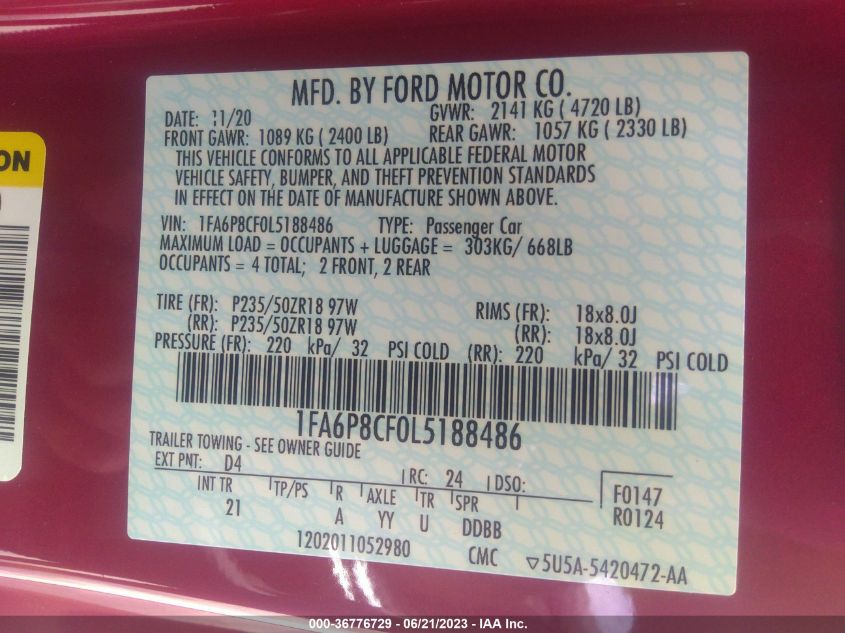 ON
MFD. BY FORD MOTOR CO.
DATE: 11/20 GVWR: 2141 KG ( 4720 LB)
FRONT GAWR: 1089 KG ( 2400 LB) REAR GAWR: 1057 KG ( 2330 LB)
THIS VEHICLE CONFORMS TO ALL APPLICABLE FEDERAL MOTOR
VEHICLE SAFETY, BUMPER, AND THEFT PREVENTION STANDARDS
IN EFFECT ON THE DATE OF MANUFACTURE SHOWN ABOVE.
VIN: 1FA6P8CF0L5188486 TYPE: Passenger Car
MAXIMUM LOAD = OCCUPANTS + LUGGAGE = 303KG/ 668LB
OCCUPANTS = 4 TOTAL; 2 FRONT, 2 REAR
TIRE (FR): P235/50ZR18 97W RIMS (FR): 18x8.0J
(RR): P235/50ZR18 97W (RR): 18x8.0J
PRESSURE (FR): 220 kPa/ 32 PSI COLD (RR): 220 kPa/ 32 PSI COLD
1FA6P8CF0L5188486
TRAILER TOWING - SEE OWNER GUIDE
EXT PNT: D4 RC: 24 DSO:
INT TR TP/PS R AXLE TR SPR
21 A YY U DDBB
F0147
R0124
1202011052980 CMC ▽5U5A-5420472-AA
000-36776729 - 06/21/2023 - IAA Inc.